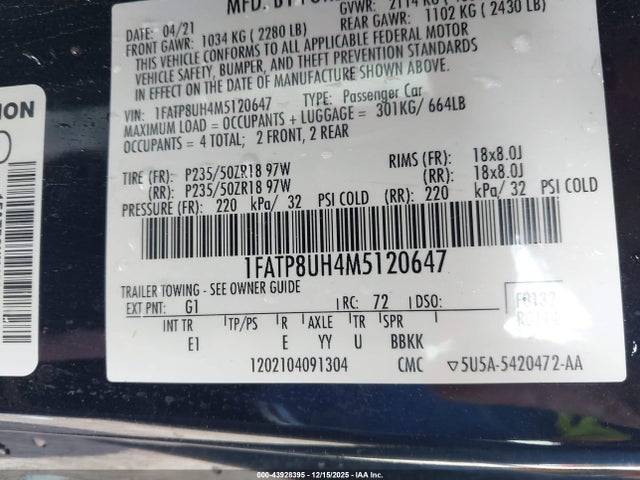 MFD. BY
GVWR: 2114 KG
DATE: 04/21
REAR GAWR:
FRONT GAWR: 1034 KG ( 2280 LB) 1102 KG ( 2430 LB)
THIS VEHICLE CONFORMS TO ALL APPLICABLE FEDERAL MOTOR
VEHICLE SAFETY, BUMPER, AND THEFT PREVENTION STANDARDS
IN EFFECT ON THE DATE OF MANUFACTURE SHOWN ABOVE.
VIN: 1FATP8UH4M5120647 TYPE: Passenger Car
MAXIMUM LOAD = OCCUPANTS + LUGGAGE = 301KG/ 664LB
OCCUPANTS = 4 TOTAL; 2 FRONT, 2 REAR
TIRE (FR): P235/50ZR18 97W RIMS (FR): 18x8.0J
(RR): P235/50ZR18 97W (RR): 18x8.0J
PRESSURE (FR): 220 kPa/ 32 PSI COLD (RR): 220 kPa/ 32 PSI COLD
1FATP8UH4M5120647
TRAILER TOWING - SEE OWNER GUIDE
EXT PNT: G1 RC: 72 DSO: F0132
INT TR TP/PS R AXLE TR SPR
E1 E YY U BBKK
1202104091304 CMC ▽5U5A-5420472-AA
00-43928395 * 12/15/2025 * IAA Inc.